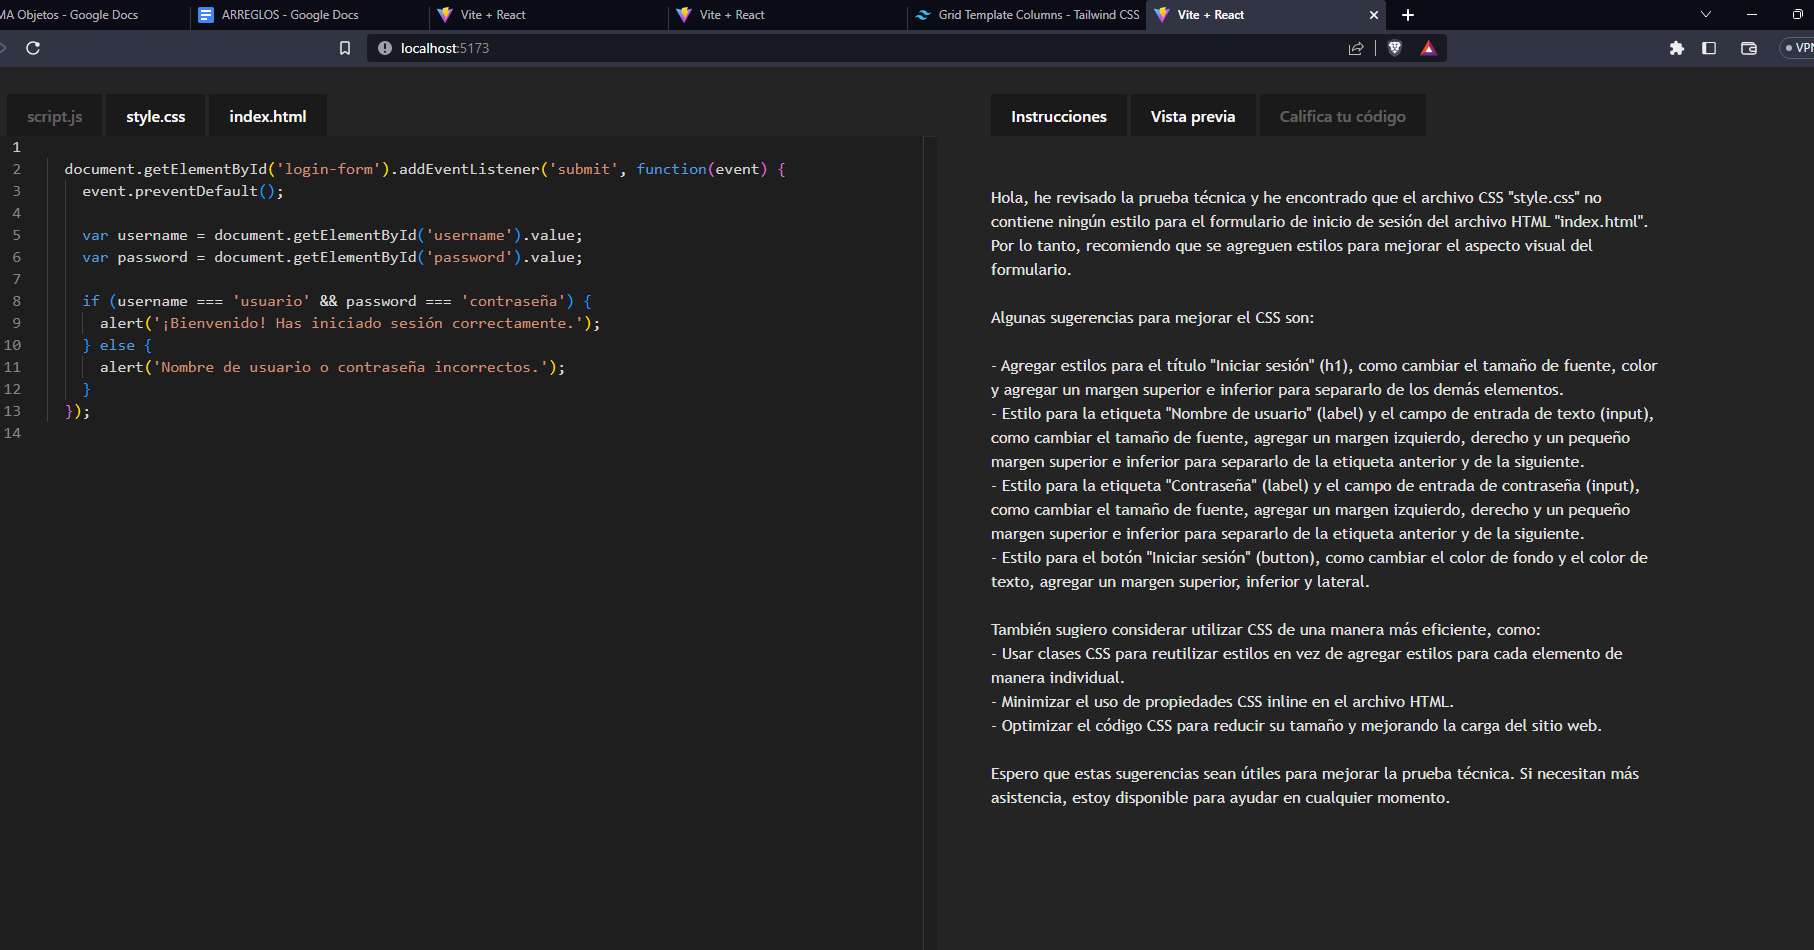 MA Objetos - Google Docs
ARREGLOS - Google Docs
Vite + React
Vite + React
Grid Template Columns - Tailwind CSS
Vite + React
localhost:5173
VPN
script.js
style.css
index.html
Instrucciones
Vista previa
Califica tu código
1
2 document.getElementById('login-form').addEventListener('submit', function(event) {
3 event.preventDefault();
4
5 var username = document.getElementById('username').value;
6 var password = document.getElementById('password').value;
7
8 if (username === 'usuario' && password === 'contraseña') {
9 alert('¡Bienvenido! Has iniciado sesión correctamente.');
10 } else {
11 alert('Nombre de usuario o contraseña incorrectos.');
12 }
13 });
14
Hola, he revisado la prueba técnica y he encontrado que el archivo CSS "style.css" no
contiene ningún estilo para el formulario de inicio de sesión del archivo HTML "index.html".
Por lo tanto, recomiendo que se agreguen estilos para mejorar el aspecto visual del
formulario.
Algunas sugerencias para mejorar el CSS son:
- Agregar estilos para el título "Iniciar sesión" (h1), como cambiar el tamaño de fuente, color
y agregar un margen superior e inferior para separarlo de los demás elementos.
- Estilo para la etiqueta "Nombre de usuario" (label) y el campo de entrada de texto (input),
como cambiar el tamaño de fuente, agregar un margen izquierdo, derecho y un pequeño
margen superior e inferior para separarlo de la etiqueta anterior y de la siguiente.
- Estilo para la etiqueta "Contraseña" (label) y el campo de entrada de contraseña (input),
como cambiar el tamaño de fuente, agregar un margen izquierdo, derecho y un pequeño
margen superior e inferior para separarlo de la etiqueta anterior y de la siguiente.
- Estilo para el botón "Iniciar sesión" (button), como cambiar el color de fondo y el color de
texto, agregar un margen superior, inferior y lateral.
También sugiero considerar utilizar CSS de una manera más eficiente, como:
- Usar clases CSS para reutilizar estilos en vez de agregar estilos para cada elemento de
manera individual.
- Minimizar el uso de propiedades CSS inline en el archivo HTML.
- Optimizar el código CSS para reducir su tamaño y mejorando la carga del sitio web.
Espero que estas sugerencias sean útiles para mejorar la prueba técnica. Si necesitan más
asistencia, estoy disponible para ayudar en cualquier momento.